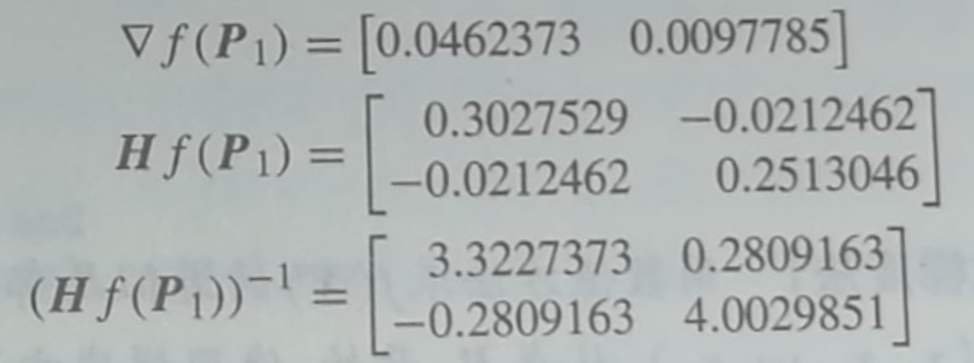 ∇f(P₁) = [0.0462373 0.0097785]
Hf(P₁) = [0.3027529 −0.0212462
−0.0212462 0.2513046]
(Hf(P₁))⁻¹ = [3.3227373 0.2809163
−0.2809163 4.0029851]